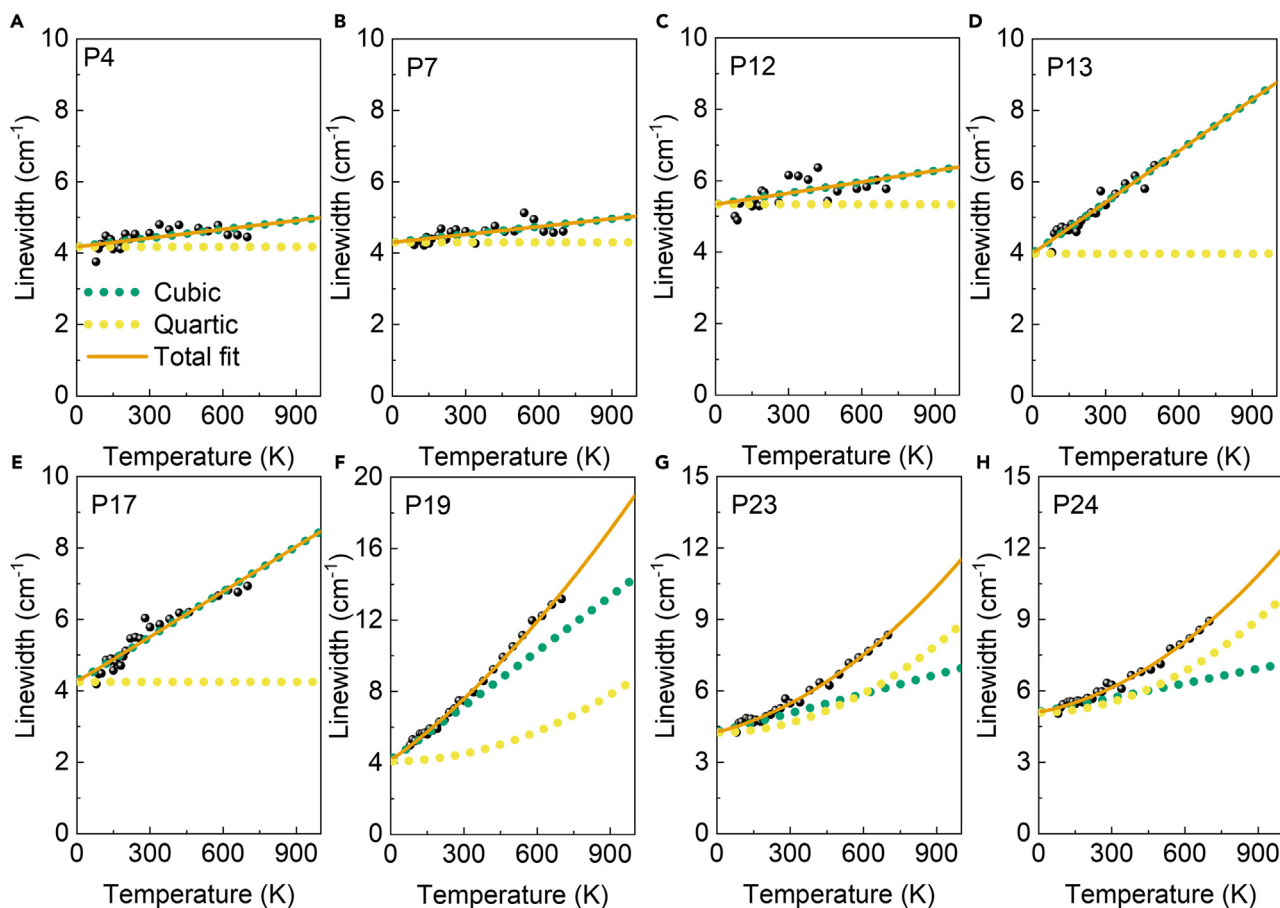 A
B
C
D
P4
P7
P12
P13
Cubic
Quartic
Total fit
Linewidth (cm⁻¹)
10
8
6
4
2
0
0 300 600 900
Temperature (K)
Linewidth (cm⁻¹)
10
8
6
4
2
0
0 300 600 900
Temperature (K)
Linewidth (cm⁻¹)
10
8
6
4
2
0
0 300 600 900
Temperature (K)
Linewidth (cm⁻¹)
10
8
6
4
2
0
0 300 600 900
Temperature (K)
E
F
G
H
P17
P19
P23
P24
Linewidth (cm⁻¹)
10
8
6
4
2
0
0 300 600 900
Temperature (K)
Linewidth (cm⁻¹)
20
16
12
8
4
0
0 300 600 900
Temperature (K)
Linewidth (cm⁻¹)
15
12
9
6
3
0
0 300 600 900
Temperature (K)
Linewidth (cm⁻¹)
15
12
9
6
3
0
0 300 600 900
Temperature (K)